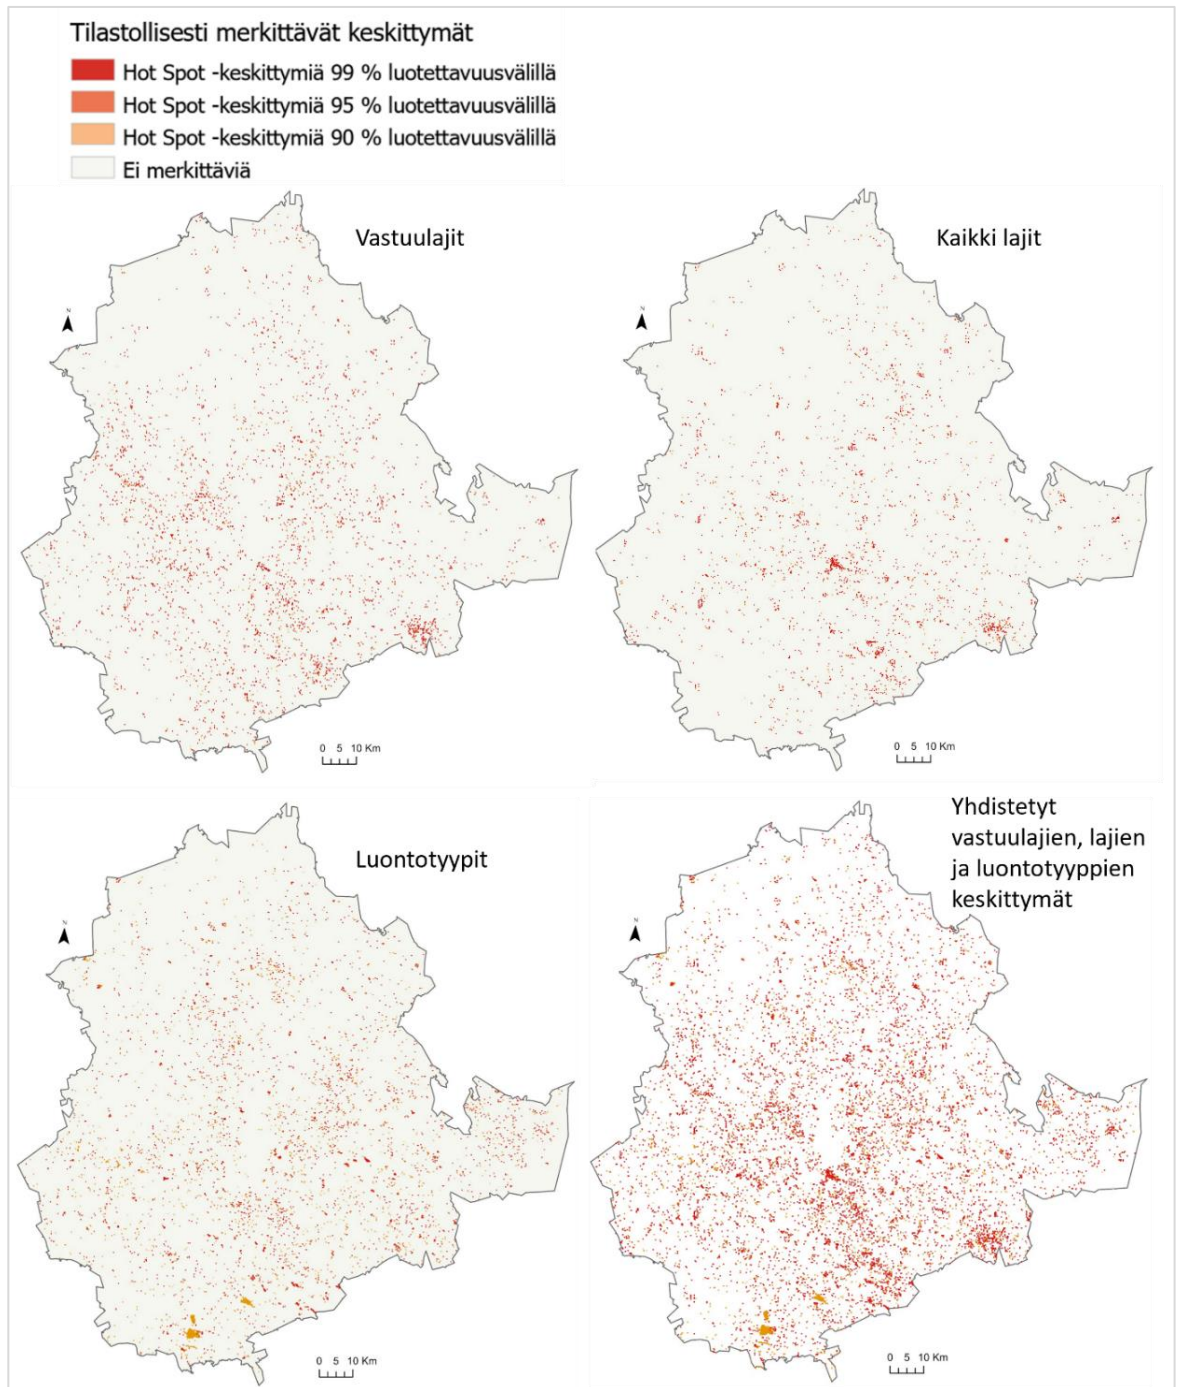 Tilastollisesti merkittävät keskittymät
Hot Spot -keskittymiä 99 % luotettavuusvälillä
Hot Spot -keskittymiä 95 % luotettavuusvälillä
Hot Spot -keskittymiä 90 % luotettavuusvälillä
Ei merkittäviä
Vastuulajit
Kaikki lajit
N
N
0 5 10 Km
0 5 10 Km
Luontotyypit
Yhdistetyt
vastuulajien, lajien
ja luontotyyppien
keskittymät
N
N
0 5 10 Km
0 5 10 Km